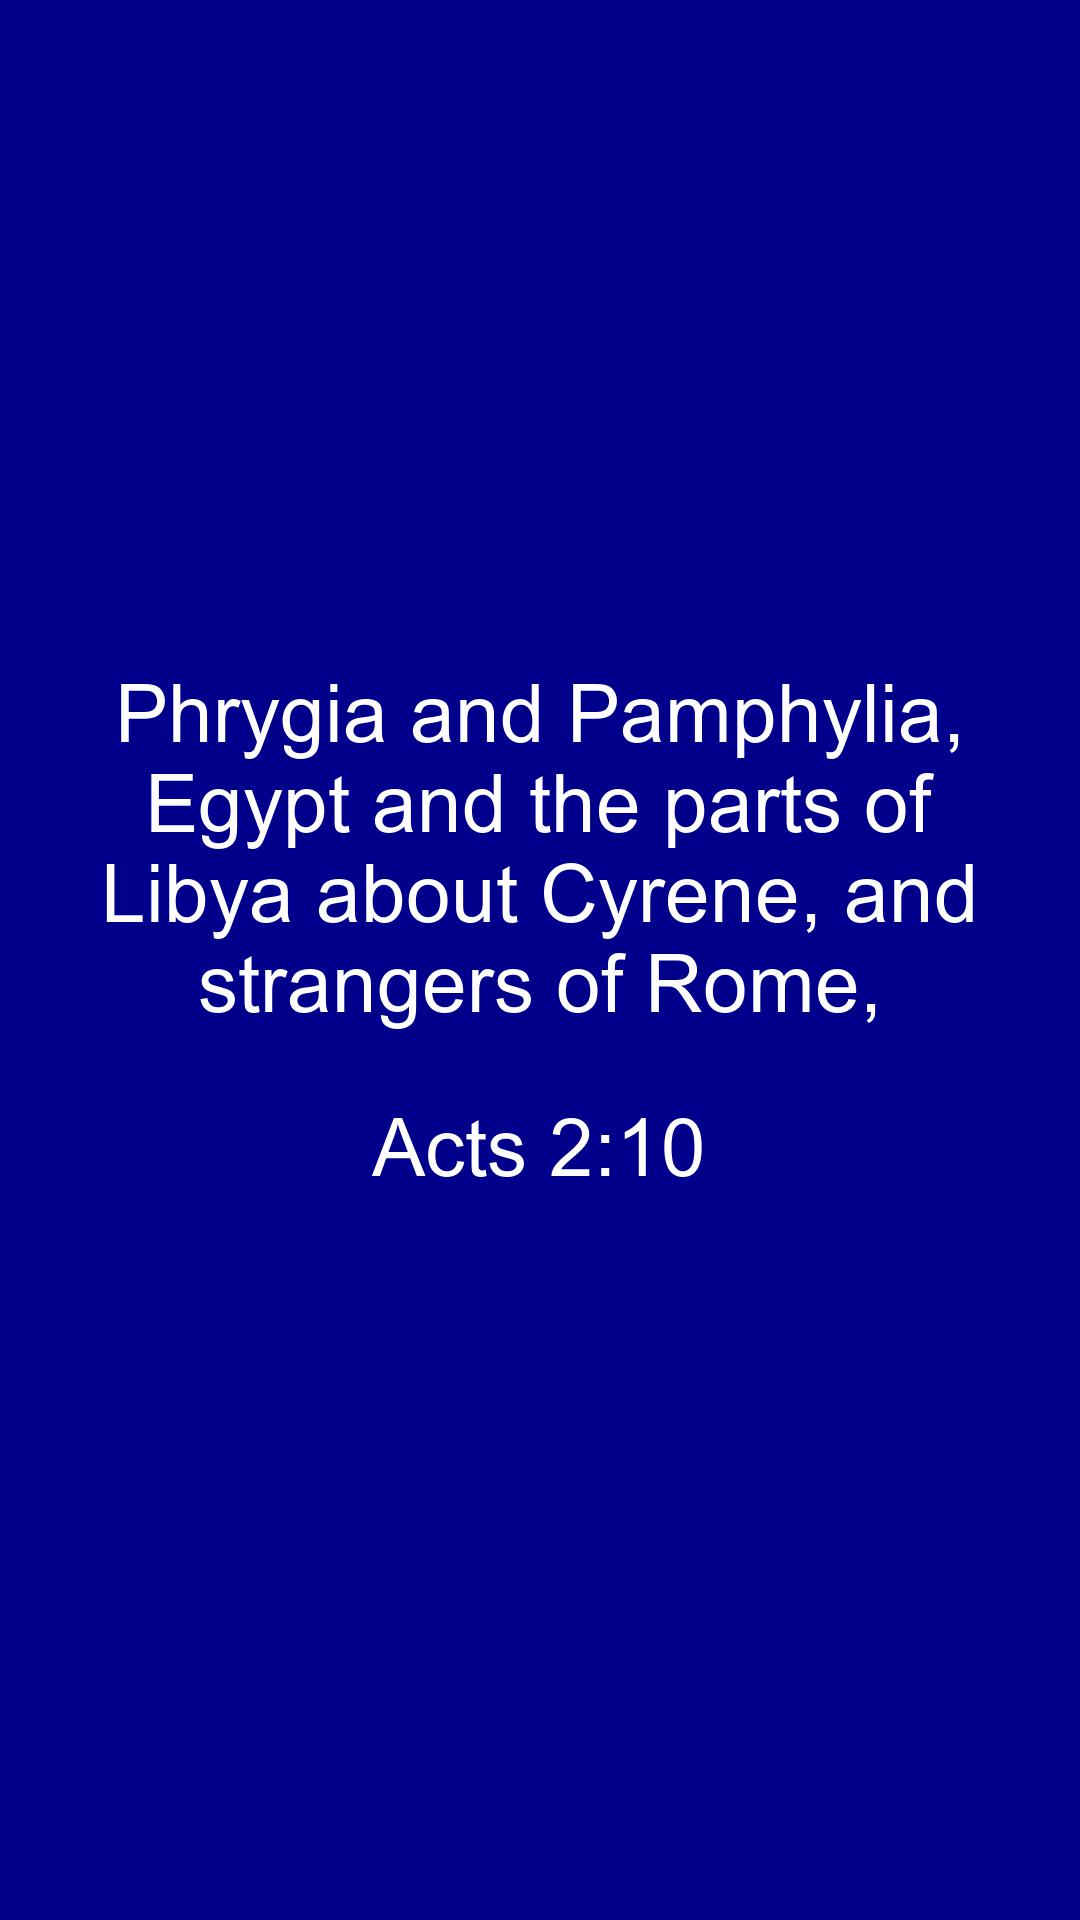 Phrygia and Pamphylia,
Egypt and the parts of
Libya about Cyrene, and
strangers of Rome,
Acts 2:10